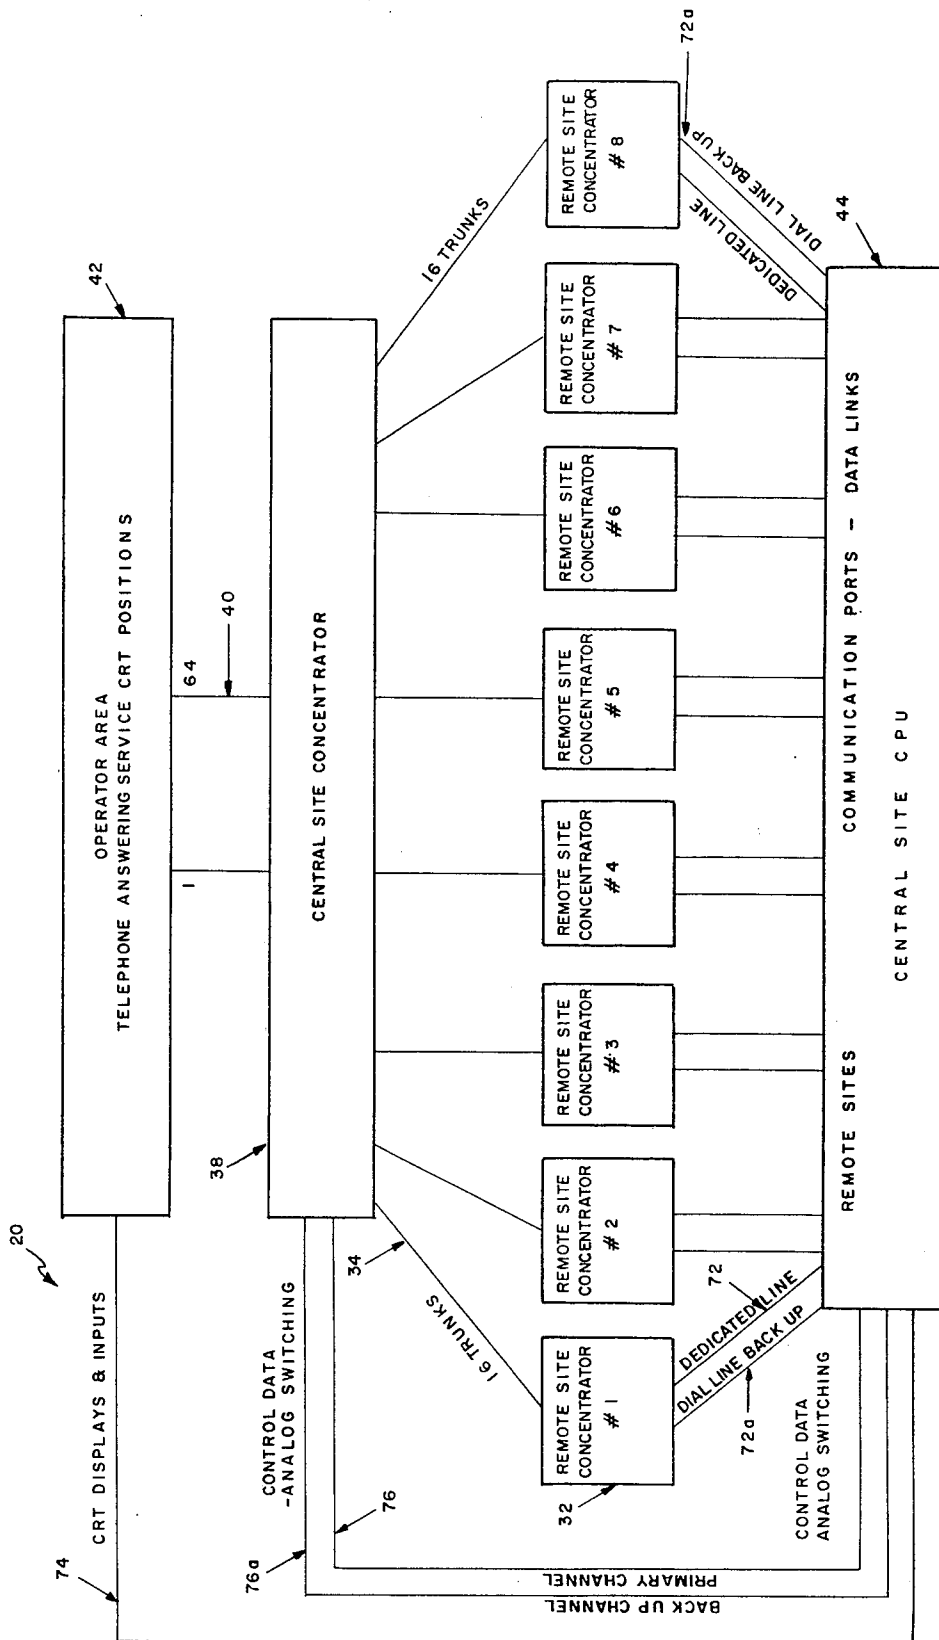 20
74
CRT DISPLAYS & INPUTS
42
OPERATOR AREA
TELEPHONE ANSWERING SERVICE CRT POSITIONS
1
64
40
38
CENTRAL SITE CONCENTRATOR
CONTROL DATA
-ANALOG SWITCHING
76a
76
34
16 TRUNKS
16 TRUNKS
32
REMOTE SITE
CONCENTRATOR
#1
REMOTE SITE
CONCENTRATOR
#2
REMOTE SITE
CONCENTRATOR
#3
REMOTE SITE
CONCENTRATOR
#4
REMOTE SITE
CONCENTRATOR
#5
REMOTE SITE
CONCENTRATOR
#6
REMOTE SITE
CONCENTRATOR
#7
REMOTE SITE
CONCENTRATOR
#8
72
DEDICATED LINE
DIAL LINE BACK UP
72a
72a
DEDICATED LINE
DIAL LINE BACK UP
CONTROL DATA
ANALOG SWITCHING
PRIMARY CHANNEL
BACK UP CHANNEL
44
REMOTE SITES
COMMUNICATION PORTS - DATA LINKS
CENTRAL SITE CPU